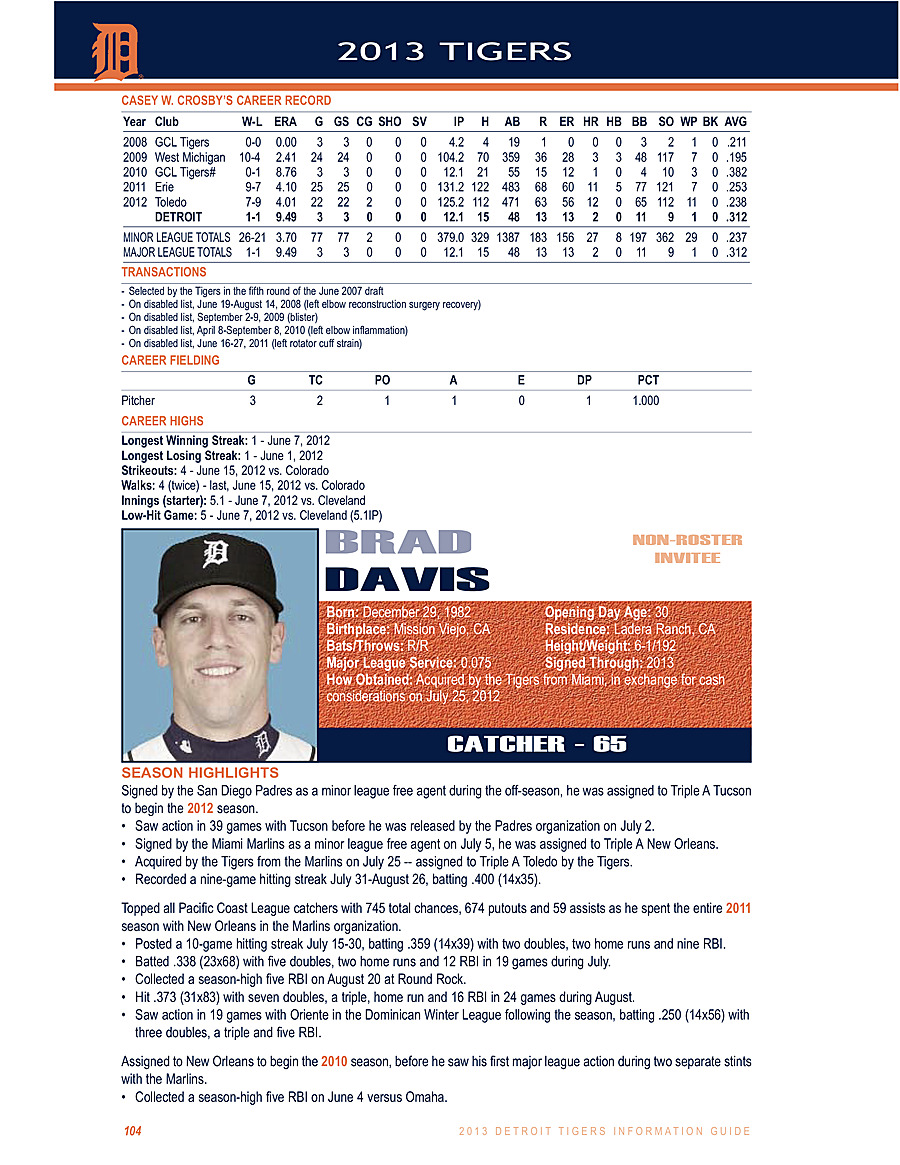 2013 TIGERS
CASEY W. CROSBY'S CAREER RECORD
Year Club W-L ERA G GS CG SHO SV IP H AB R ER HR HB BB SO WP BK AVG
2008 GCL Tigers 0-0 0.00 3 3 0 0 0 4.2 4 19 1 0 0 0 3 2 1 0 .211
2009 West Michigan 10-4 2.41 24 24 0 0 0 104.2 70 359 36 28 3 3 48 117 7 0 .195
2010 GCL Tigers# 0-1 8.76 3 3 0 0 0 12.1 21 55 15 12 1 0 4 10 3 0 .382
2011 Erie 9-7 4.10 25 25 0 0 0 131.2 122 483 68 60 11 5 77 121 7 0 .253
2012 Toledo 7-9 4.01 22 22 2 0 0 125.2 112 471 63 56 12 0 65 112 11 0 .238
DETROIT 1-1 9.49 3 3 0 0 0 12.1 15 48 13 13 2 0 11 9 1 0 .312
MINOR LEAGUE TOTALS 26-21 3.70 77 77 2 0 0 379.0 329 1387 183 156 27 8 197 362 29 0 .237
MAJOR LEAGUE TOTALS 1-1 9.49 3 3 0 0 0 12.1 15 48 13 13 2 0 11 9 1 0 .312
TRANSACTIONS
- Selected by the Tigers in the fifth round of the June 2007 draft
- On disabled list, June 19-August 14, 2008 (left elbow reconstruction surgery recovery)
- On disabled list, September 2-9, 2009 (blister)
- On disabled list, April 8-September 8, 2010 (left elbow inflammation)
- On disabled list, June 16-27, 2011 (left rotator cuff strain)
CAREER FIELDING
G TC PO A E DP PCT
Pitcher 3 2 1 1 0 1 1.000
CAREER HIGHS
Longest Winning Streak: 1 - June 7, 2012
Longest Losing Streak: 1 - June 1, 2012
Strikeouts: 4 - June 15, 2012 vs. Colorado
Walks: 4 (twice) - last, June 15, 2012 vs. Colorado
Innings (starter): 5.1 - June 7, 2012 vs. Cleveland
Low-Hit Game: 5 - June 7, 2012 vs. Cleveland (5.1IP)
BRAD
DAVIS
NON-ROSTER
INVITEE
Born: December 29, 1982 Opening Day Age: 30
Birthplace: Mission Viejo, CA Residence: Ladera Ranch, CA
Bats/Throws: R/R Height/Weight: 6-1/192
Major League Service: 0.075 Signed Through: 2013
How Obtained: Acquired by the Tigers from Miami, in exchange for cash
considerations on July 25, 2012
CATCHER - 65
SEASON HIGHLIGHTS
Signed by the San Diego Padres as a minor league free agent during the off-season, he was assigned to Triple A Tucson
to begin the 2012 season.
• Saw action in 39 games with Tucson before he was released by the Padres organization on July 2.
• Signed by the Miami Marlins as a minor league free agent on July 5, he was assigned to Triple A New Orleans.
• Acquired by the Tigers from the Marlins on July 25 -- assigned to Triple A Toledo by the Tigers.
• Recorded a nine-game hitting streak July 31-August 26, batting .400 (14x35).
Topped all Pacific Coast League catchers with 745 total chances, 674 putouts and 59 assists as he spent the entire 2011
season with New Orleans in the Marlins organization.
• Posted a 10-game hitting streak July 15-30, batting .359 (14x39) with two doubles, two home runs and nine RBI.
• Batted .338 (23x68) with five doubles, two home runs and 12 RBI in 19 games during July.
• Collected a season-high five RBI on August 20 at Round Rock.
• Hit .373 (31x83) with seven doubles, a triple, home run and 16 RBI in 24 games during August.
• Saw action in 19 games with Oriente in the Dominican Winter League following the season, batting .250 (14x56) with
three doubles, a triple and five RBI.
Assigned to New Orleans to begin the 2010 season, before he saw his first major league action during two separate stints
with the Marlins.
• Collected a season-high five RBI on June 4 versus Omaha.
104 2013 DETROIT TIGERS INFORMATION GUIDE